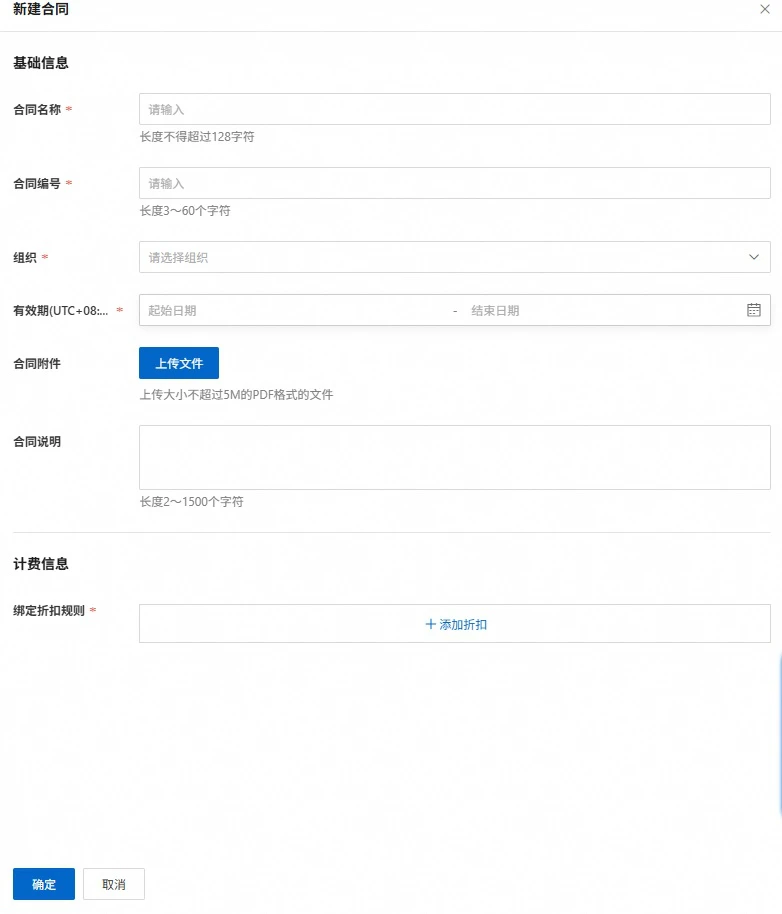 新建合同
基础信息
合同名称 *
请输入
长度不得超过128字符
合同编号 *
请输入
长度3～60个字符
组织 *
请选择组织
有效期(UTC+08:... *
起始日期 - 结束日期
合同附件
上传文件
上传大小不超过5M的PDF格式的文件
合同说明
长度2～1500个字符
计费信息
绑定折扣规则 *
+ 添加折扣
确定 取消